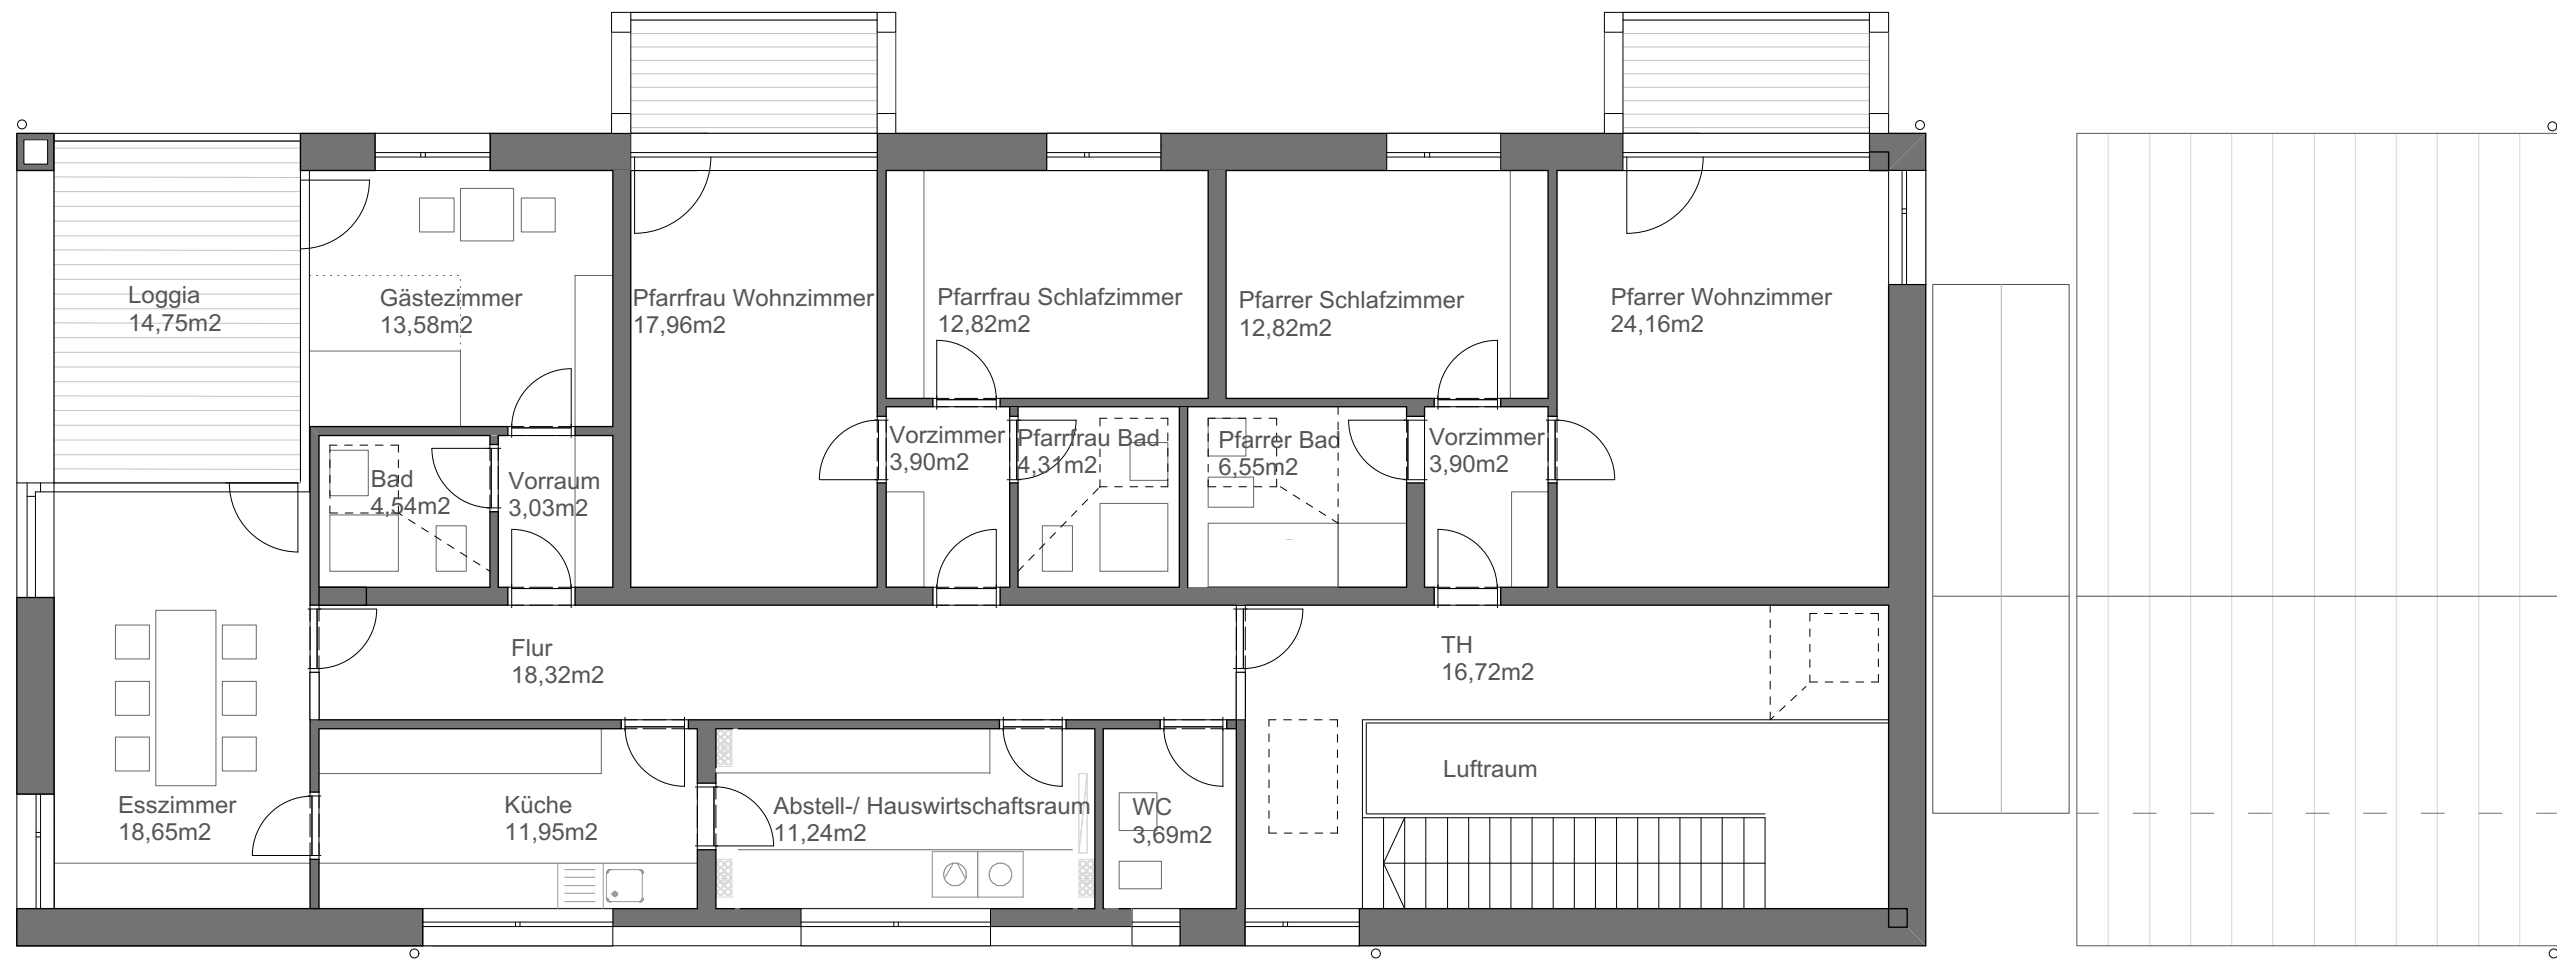 Loggia
14,75m2
Gästezimmer
13,58m2
Pfarrfrau Wohnzimmer
17,96m2
Pfarrfrau Schlafzimmer
12,82m2
Pfarrer Schlafzimmer
12,82m2
Pfarrer Wohnzimmer
24,16m2
Bad
4,54m2
Vorraum
3,03m2
Vorzimmer
3,90m2
Pfarrfrau Bad
4,31m2
Pfarrer Bad
6,55m2
Vorzimmer
3,90m2
Flur
18,32m2
TH
16,72m2
Esszimmer
18,65m2
Küche
11,95m2
Abstell-/ Hauswirtschaftsraum
11,24m2
WC
3,69m2
Luftraum